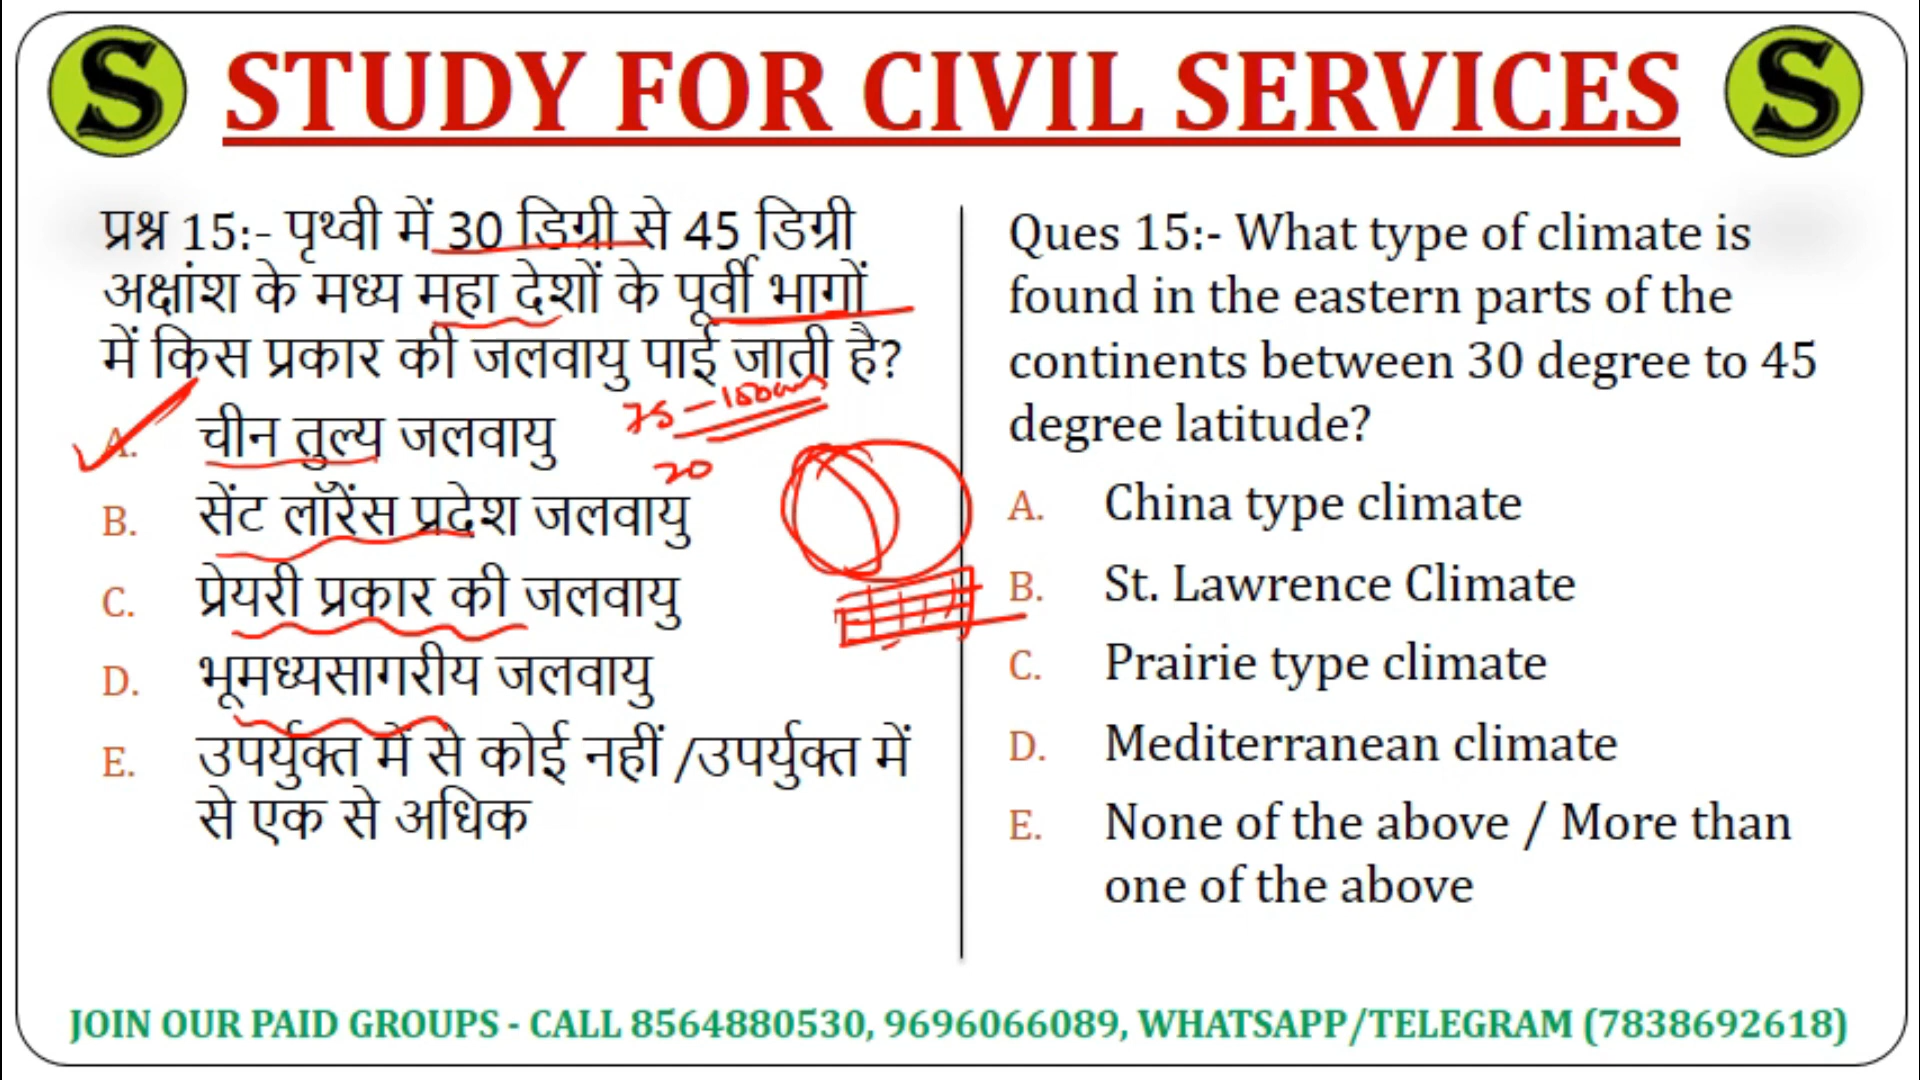 S STUDY FOR CIVIL SERVICES S
प्रश्न 15:- पृथ्वी में 30 डिग्री से 45 डिग्री
अक्षांश के मध्य महा देशों के पूर्वी भागों
में किस प्रकार की जलवायु पाई जाती है?
75-150cm
A. चीन तुल्य जलवायु
20
B. सेंट लॉरेंस प्रदेश जलवायु
C. प्रेयरी प्रकार की जलवायु
D. भूमध्यसागरीय जलवायु
E. उपर्युक्त में से कोई नहीं /उपर्युक्त में
से एक से अधिक
Ques 15:- What type of climate is
found in the eastern parts of the
continents between 30 degree to 45
degree latitude?
A. China type climate
B. St. Lawrence Climate
C. Prairie type climate
D. Mediterranean climate
E. None of the above / More than
one of the above
JOIN OUR PAID GROUPS - CALL 8564880530, 9696066089, WHATSAPP/TELEGRAM (7838692618)